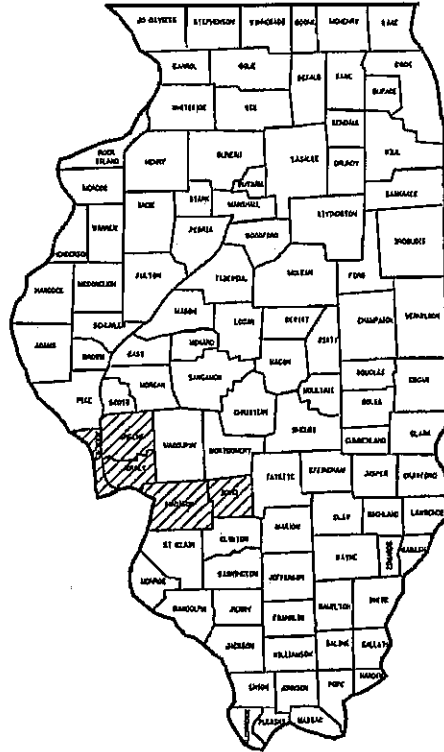 JO DAVIESS STEPHENSON WINNEBAGO BOONE MCHENRY LAKE
CARROLL OGLE DEKALB KANE COOK
DUPAGE
WHITESIDE LEE KENDALL WILL
ROCK ISLAND HENRY BUREAU LASALLE GRUNDY
PUTNAM
MERCER STARK MARSHALL KANKAKEE
KNOX LIVINGSTON
WARREN PEORIA WOODFORD IROQUOIS
HENDERSON
FULTON TAZEWELL MCLEAN FORD
HANCOCK MCDONOUGH
MASON LOGAN DEWITT CHAMPAIGN VERMILION
SCHUYLER
ADAMS BROWN CASS MENARD PIATT
MACON
SANGAMON DOUGLAS EDGAR
PIKE SCOTT MORGAN MOULTRIE
CHRISTIAN COLES
SHELBY CLARK
GREENE MACOUPIN CUMBERLAND
MONTGOMERY
JERSEY FAYETTE EFFINGHAM JASPER CRAWFORD
MADISON BOND
CLAY RICHLAND LAWRENCE
MARION
ST CLAIR CLINTON WAYNE EDWARDS WABASH
MONROE WASHINGTON JEFFERSON
RANDOLPH PERRY HAMILTON WHITE
FRANKLIN
JACKSON SALINE GALLATIN
WILLIAMSON
HARDIN
UNION JOHNSON POPE
PULASKI MASSAC